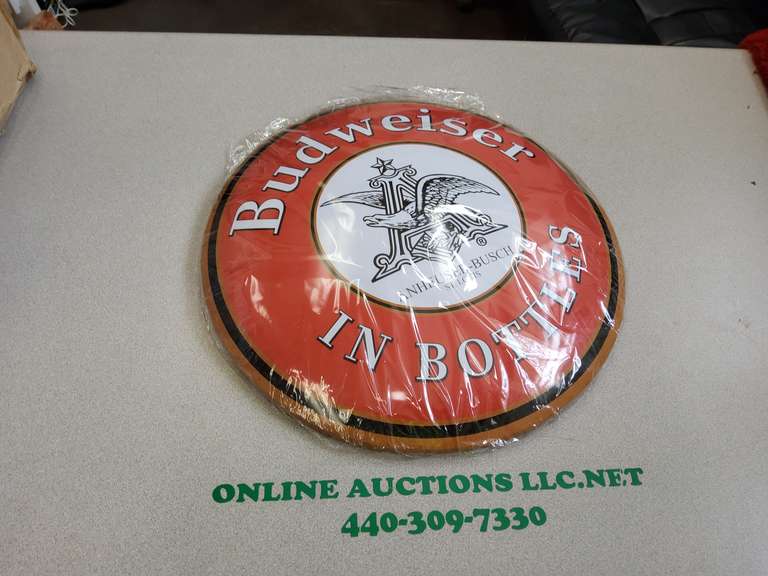 Budweiser
ANHEUSER-BUSCH
®
IN BOTTLES
ONLINE AUCTIONS LLC.NET
440-309-7330